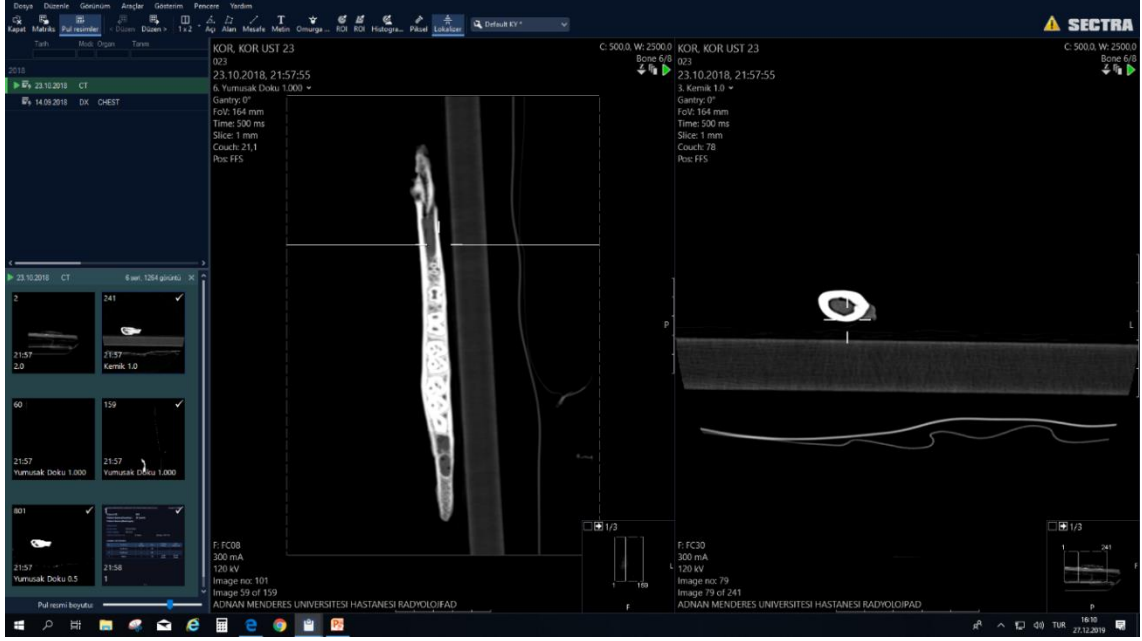 Dosya Düzenle Görünüm Araçlar Gösterim Pencere Yardım
Kapat Matriks Pul resimler Düzen Düzen > 1x2 Açı Alan Mesafe Metin Omurga... ROI ROI Histogra... Piksel Lokalizer Default KY *
SECTRA
Tarih Mod: Organ Tanım
2018
23.10.2018 CT
14.09.2018 DX CHEST
23.10.2018 CT 6 seri, 1264 görüntü
2
21:57
2.0
241
21:57
Kemik 1.0
60
21:57
Yumusak Doku 1.000
159
21:57
Yumusak Doku 1.000
801
21:57
Yumusak Doku 0.5
21:58
1
Pul resmi boyutu:
KOR, KOR UST 23
023
23.10.2018, 21:57:55
6. Yumusak Doku 1.000
Gantry: 0°
FoV: 164 mm
Time: 500 ms
Slice: 1 mm
Couch: 21,1
Pos: FFS
C: 500.0, W: 2500.0
Bone 6/8
P
1/3
1 159
F
L
F: FC08
300 mA
120 kV
Image no: 101
Image 59 of 159
ADNAN MENDERES UNIVERSITESI HASTANESI RADYOLOJIFAD
F
KOR, KOR UST 23
023
23.10.2018, 21:57:55
3. Kemik 1.0
Gantry: 0°
FoV: 164 mm
Time: 500 ms
Slice: 1 mm
Couch: 78
Pos: FFS
C: 500.0, W: 2500.0
Bone 6/8
L
1/3
1 241
F: FC30
300 mA
120 kV
Image no: 79
Image 79 of 241
ADNAN MENDERES UNIVERSITESI HASTANESI RADYOLOJIFAD
P
TUR
16:10
27.12.2019